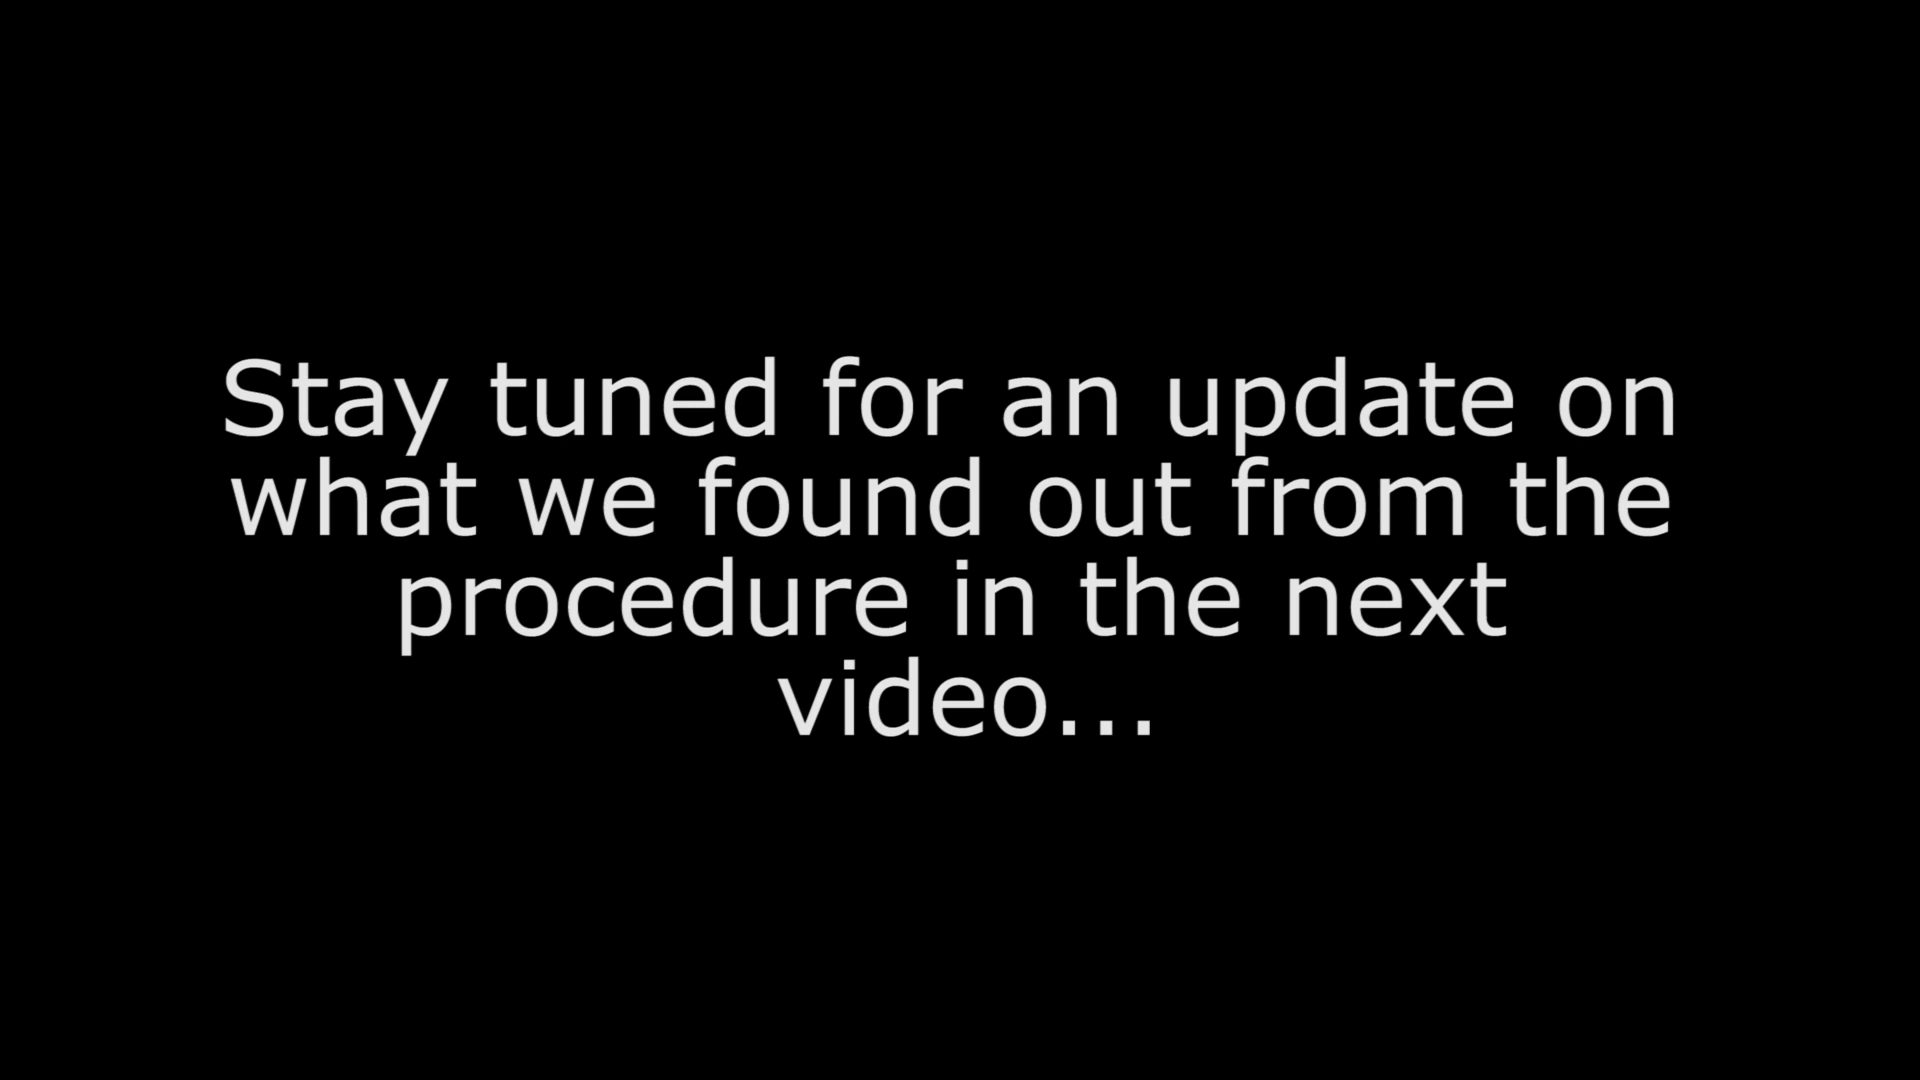 Stay tuned for an update on
what we found out from the
procedure in the next
video...